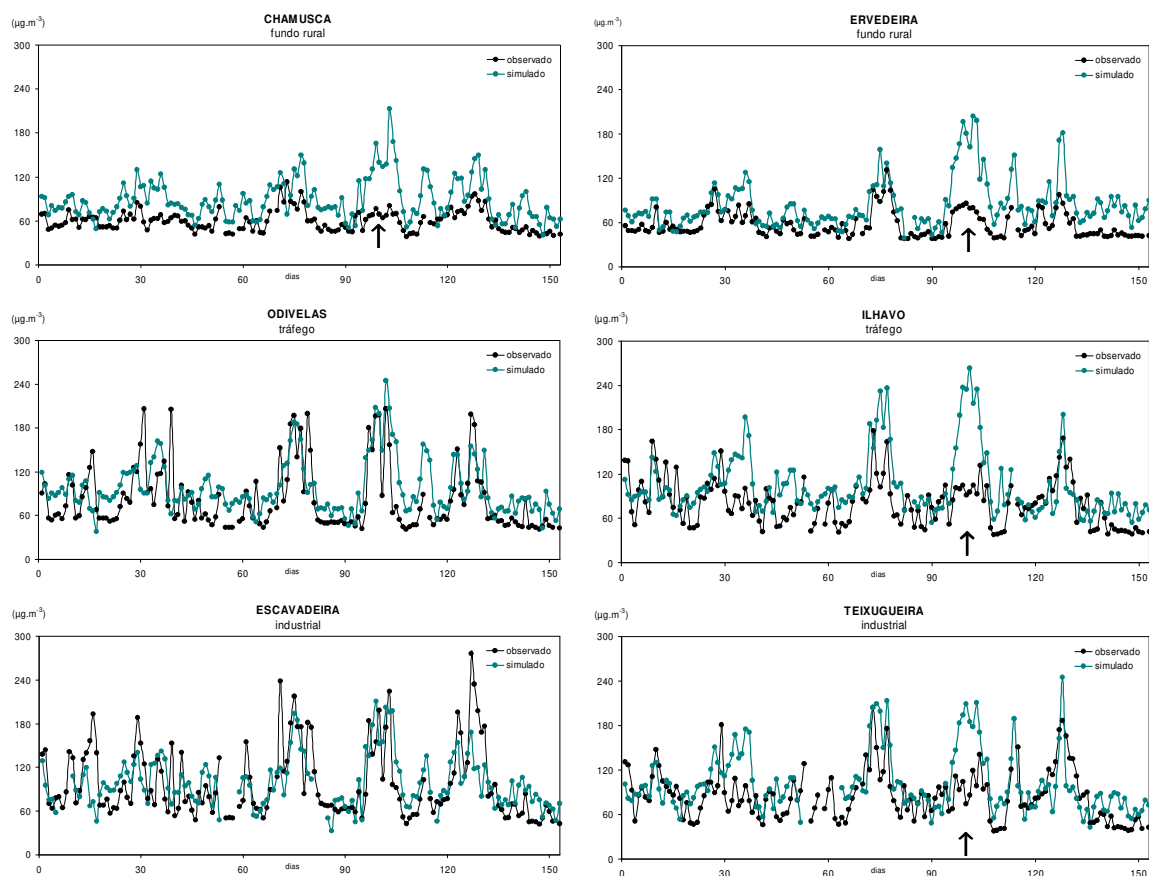 CHAMUSCA
fundo rural
(µg.m-3)
observado
simulado
300
240
180
120
60
0
0 30 60 90 120 150
dias
ERVEDEIRA
fundo rural
(µg.m-3)
observado
simulado
300
240
180
120
60
0
0 30 60 90 120 150
dias
ODIVELAS
tráfego
(µg.m-3)
observado
simulado
300
240
180
120
60
0
0 30 60 90 120 150
dias
ILHAVO
tráfego
(µg.m-3)
observado
simulado
300
240
180
120
60
0
0 30 60 90 120 150
dias
ESCAVADEIRA
industrial
(µg.m-3)
observado
simulado
300
240
180
120
60
0
0 30 60 90 120 150
dias
TEIXUGUEIRA
industrial
(µg.m-3)
observado
simulado
300
240
180
120
60
0
0 30 60 90 120 150
dias